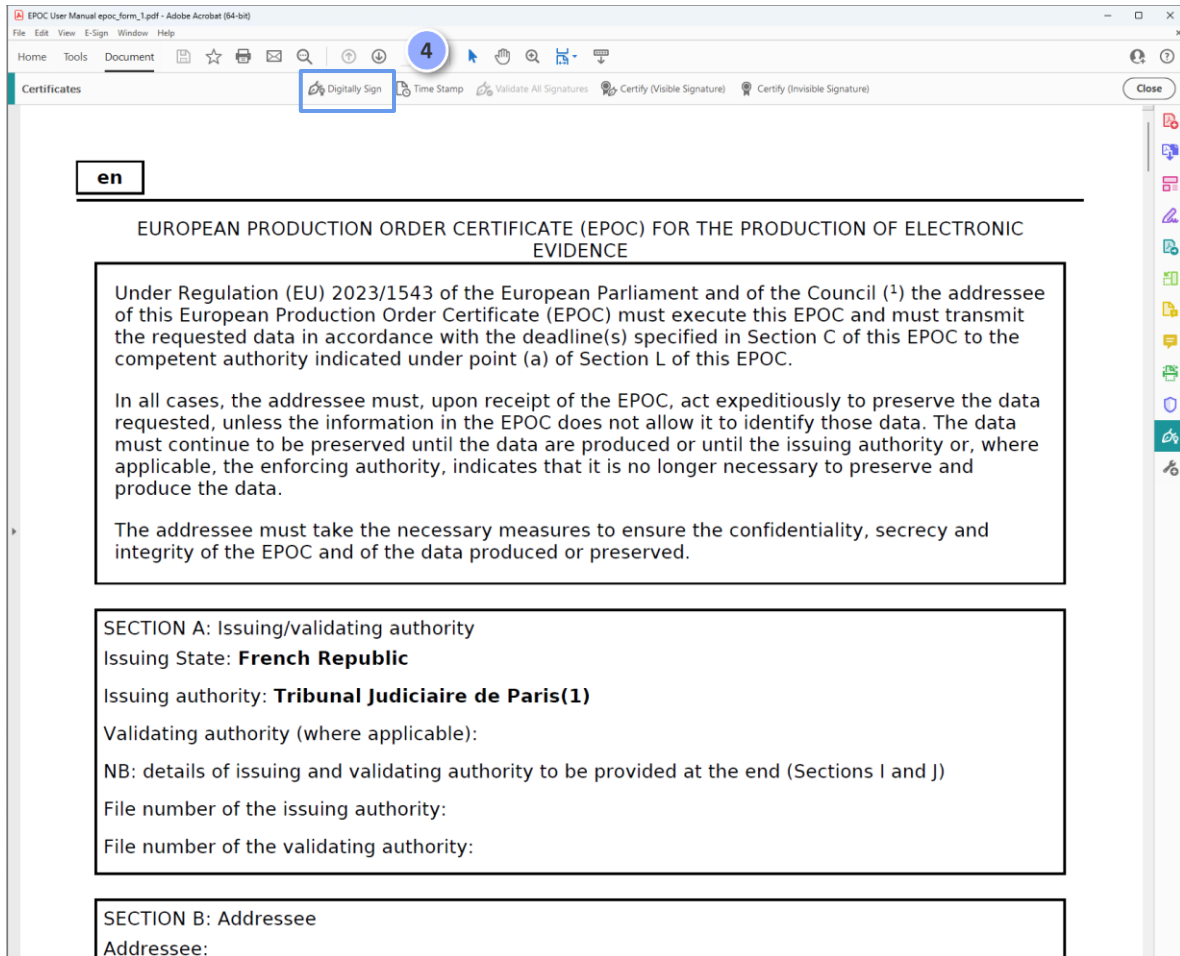 EPOC User Manual epoc_form_1.pdf - Adobe Acrobat (64-bit)
File Edit View E-Sign Window Help
Home Tools Document 4
Certificates Digitally Sign Time Stamp Validate All Signatures Certify (Visible Signature) Certify (Invisible Signature) Close
en
EUROPEAN PRODUCTION ORDER CERTIFICATE (EPOC) FOR THE PRODUCTION OF ELECTRONIC
EVIDENCE
Under Regulation (EU) 2023/1543 of the European Parliament and of the Council (¹) the addressee
of this European Production Order Certificate (EPOC) must execute this EPOC and must transmit
the requested data in accordance with the deadline(s) specified in Section C of this EPOC to the
competent authority indicated under point (a) of Section L of this EPOC.
In all cases, the addressee must, upon receipt of the EPOC, act expeditiously to preserve the data
requested, unless the information in the EPOC does not allow it to identify those data. The data
must continue to be preserved until the data are produced or until the issuing authority or, where
applicable, the enforcing authority, indicates that it is no longer necessary to preserve and
produce the data.
The addressee must take the necessary measures to ensure the confidentiality, secrecy and
integrity of the EPOC and of the data produced or preserved.
SECTION A: Issuing/validating authority
Issuing State: French Republic
Issuing authority: Tribunal Judiciaire de Paris(1)
Validating authority (where applicable):
NB: details of issuing and validating authority to be provided at the end (Sections I and J)
File number of the issuing authority:
File number of the validating authority:
SECTION B: Addressee
Addressee: